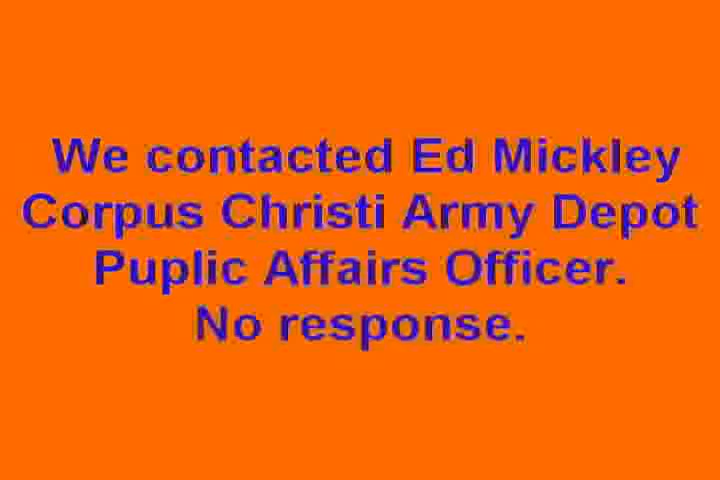 We contacted Ed Mickley
Corpus Christi Army Depot
Puplic Affairs Officer.
No response.